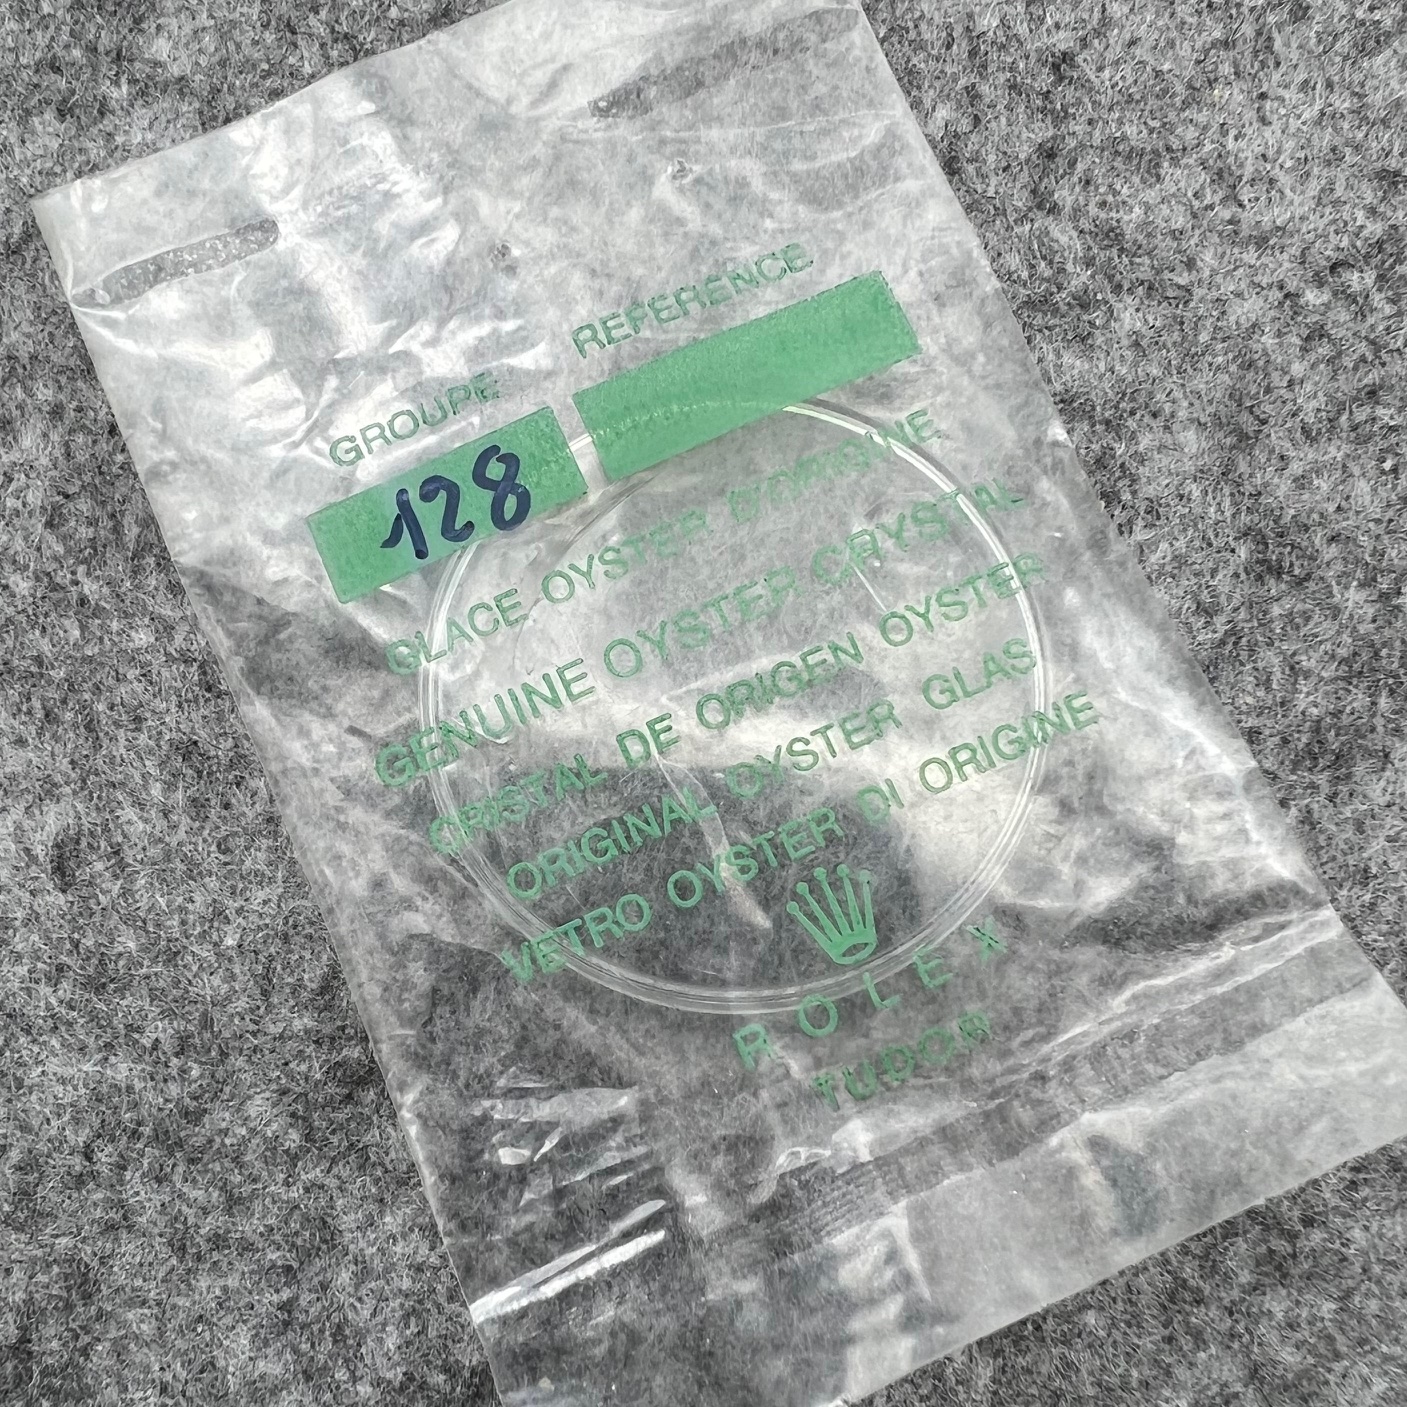 GROUPE
REFERENCE
128
GLACE OYSTER D'ORIGINE
GENUINE OYSTER CRYSTAL
CRISTAL DE ORIGEN OYSTER
ORIGINAL OYSTER GLAS
VETRO OYSTER DI ORIGINE
ROLEX
TUDOR